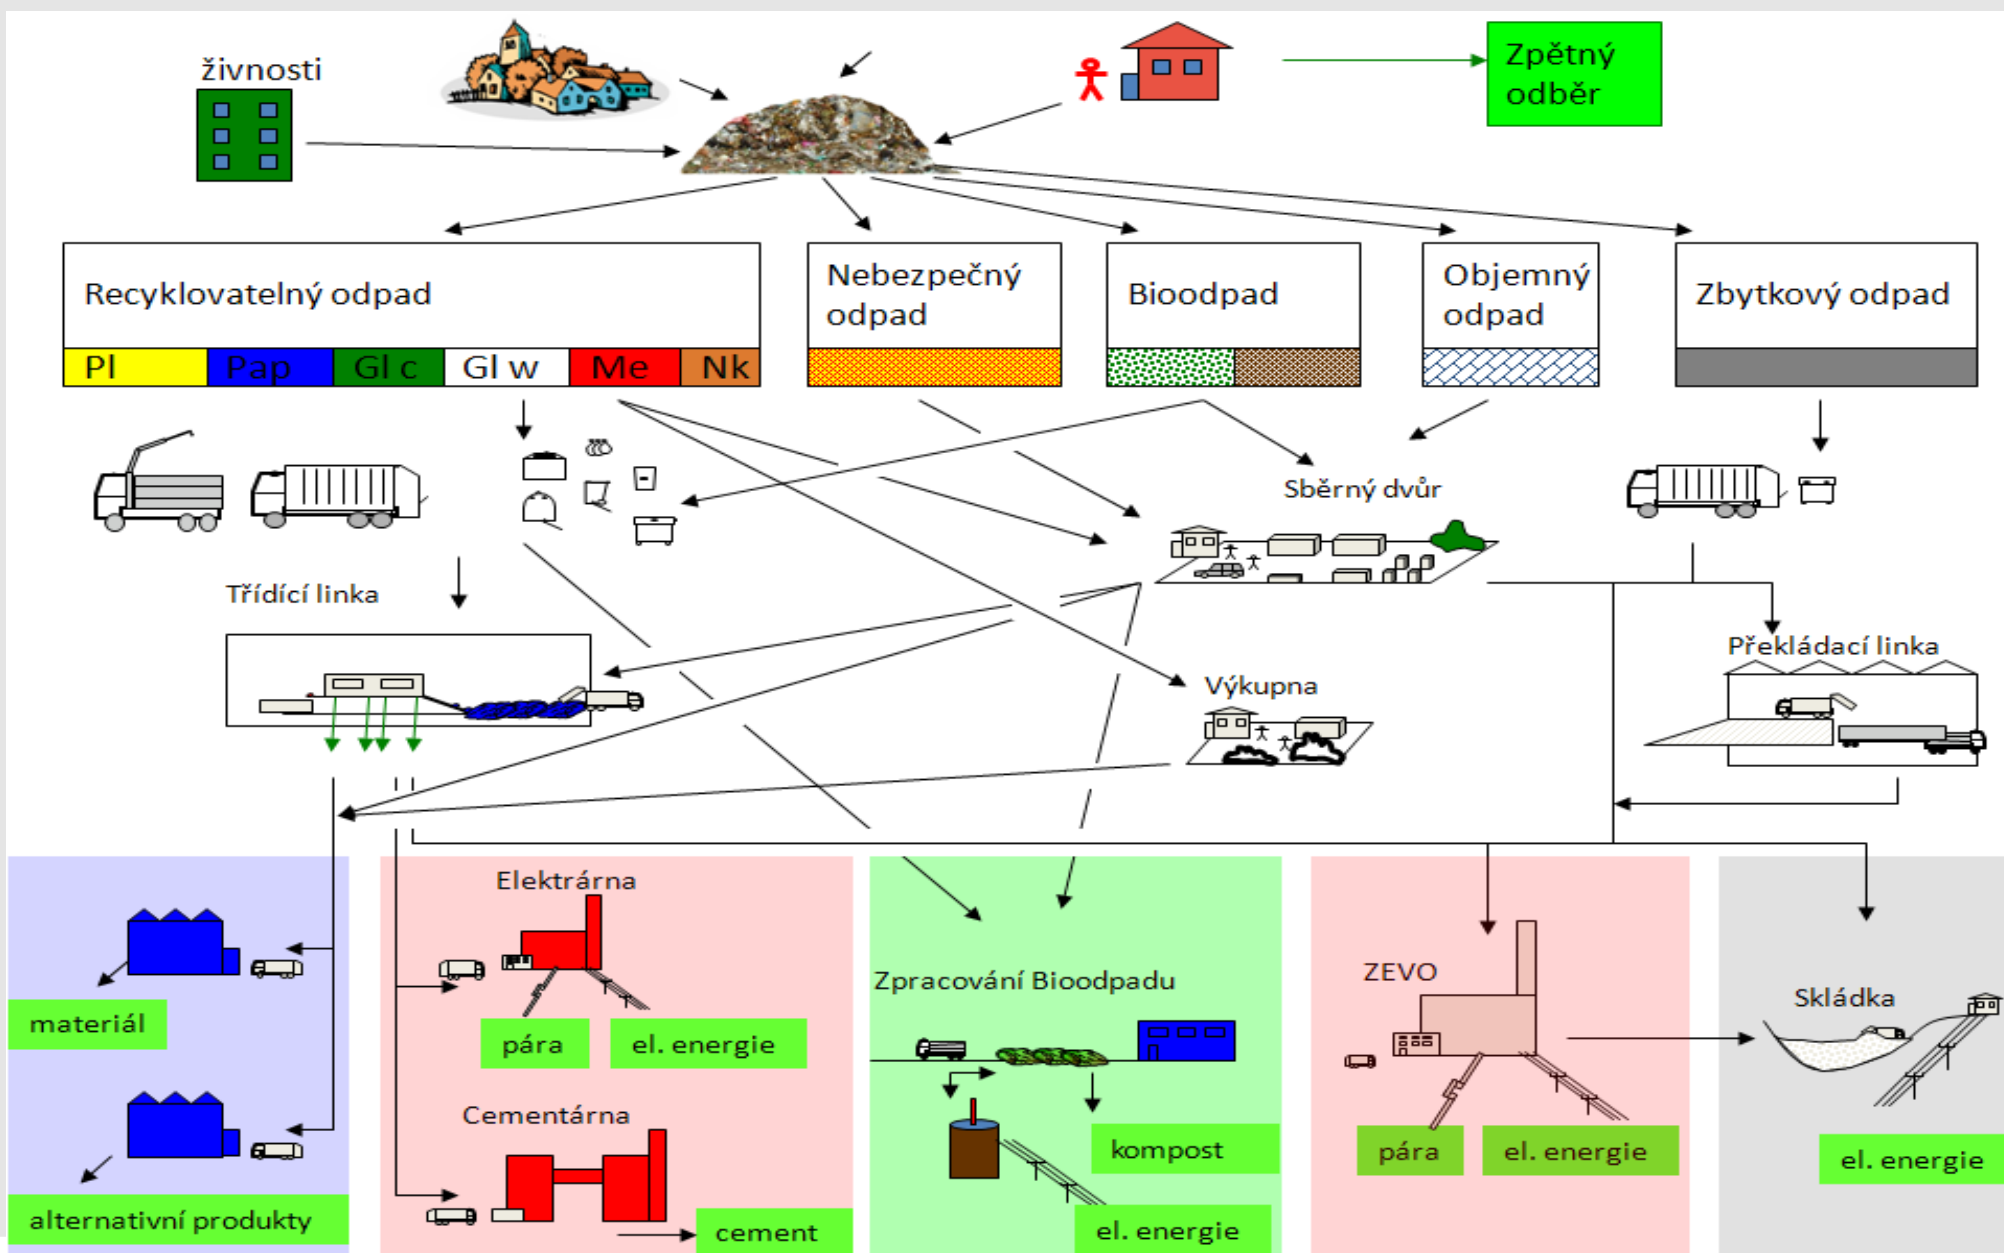 živnosti
Zpětný
odběr
Recyklovatelný odpad
Pl
Pap
Gl c
Gl w
Me
Nk
Nebezpečný
odpad
Bioodpad
Objemný
odpad
Zbytkový odpad
Sběrný dvůr
Třídící linka
Výkupna
Překládací linka
materiál
alternativní produkty
Elektrárna
pára
el. energie
Cementárna
cement
Zpracování Bioodpadu
kompost
el. energie
ZEVO
pára
el. energie
Skládka
el. energie